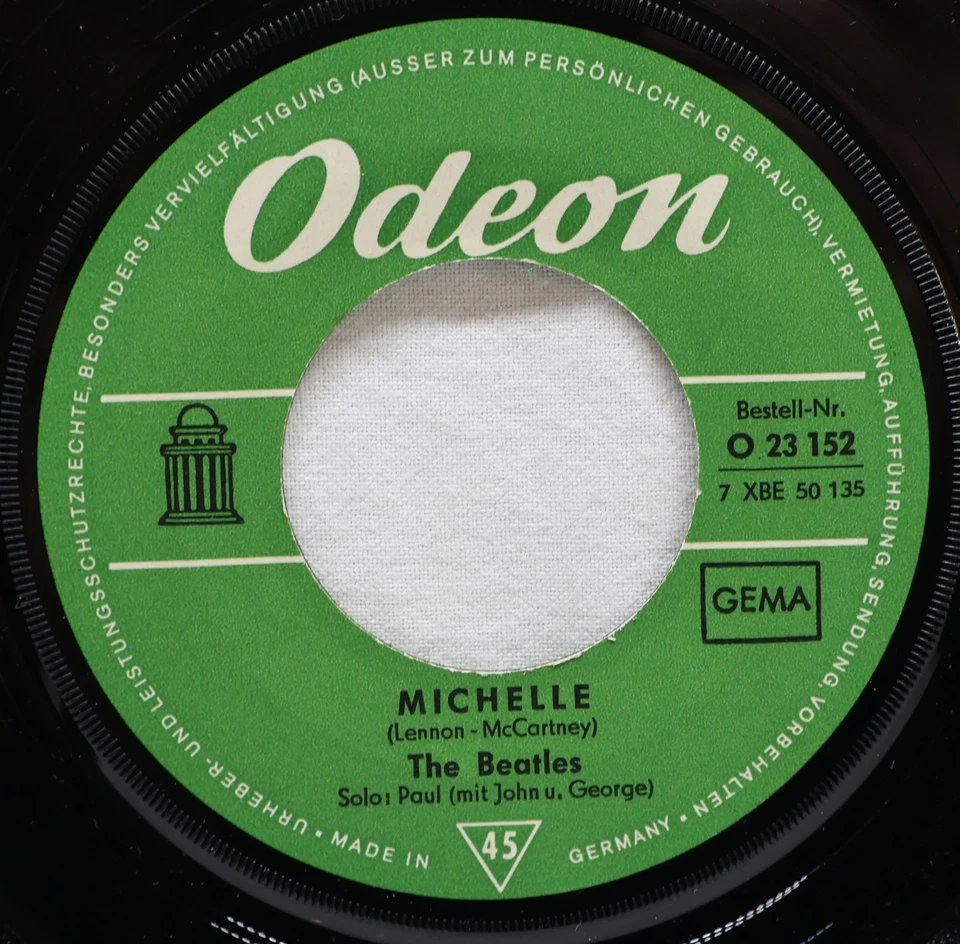 URHEBER- UND LEISTUNGSSCHUTZRECHTE, BESONDERS VERVIELFÄLTIGUNG (AUSSER ZUM PERSÖNLICHEN GEBRAUCH), VERMIETUNG, AUFFÜHRUNG, SENDUNG, VORBEHALTEN •
Odeon
Bestell-Nr.
O 23 152
7 XBE 50 135
GEMA
MICHELLE
(Lennon - McCartney)
The Beatles
Solo: Paul (mit John u. George)
• MADE IN
45
GERMANY